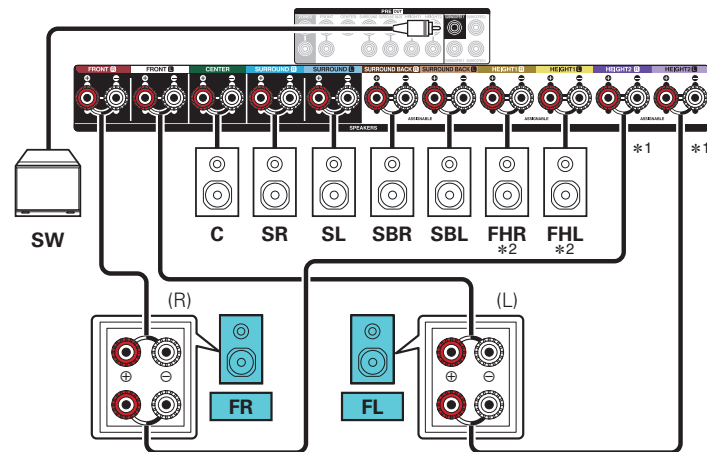 PRE OUT
FRONT R FRONT L CENTER SURROUND R SURROUND L SURROUND BACK R SURROUND BACK L HEIGHT1 R HEIGHT1 L HEIGHT2 R HEIGHT2 L
⊕ ⊖ ⊕ ⊖ ⊕ ⊖ ⊕ ⊖ ⊕ ⊖ ⊕ ⊖ ⊕ ⊖ ⊕ ⊖ ⊕ ⊖ ⊕ ⊖ ⊕ ⊖
ASSIGNABLE ASSIGNABLE ASSIGNABLE
SPEAKERS
*1 *1
SW
C SR SL SBR SBL FHR FHL
*2 *2
(R) (L)
⊕ ⊖ ⊕ ⊖
FR FL